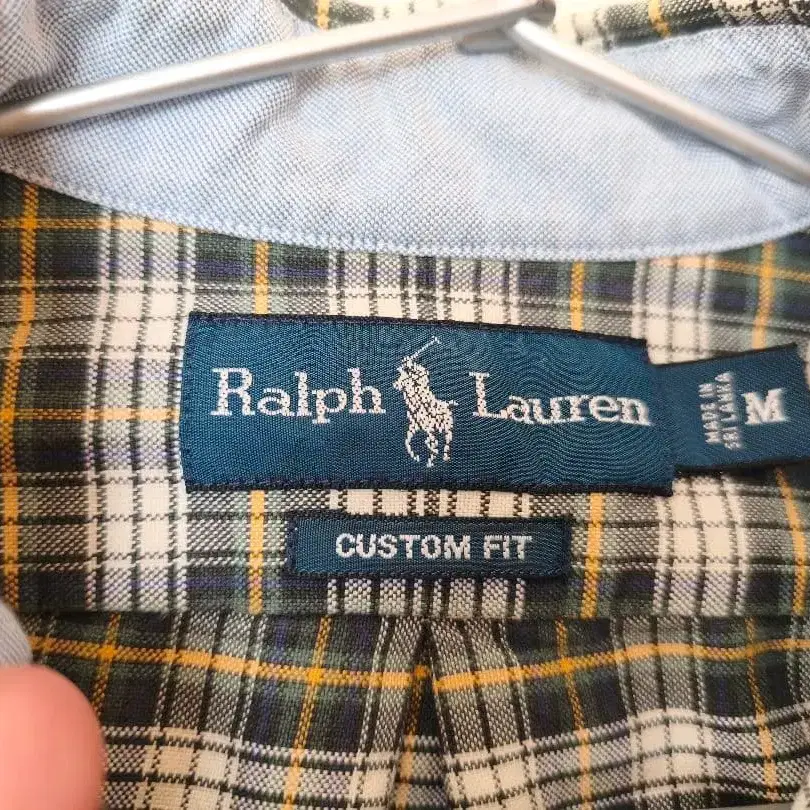 Ralph Lauren
MADE IN
SRI LANKA
M
CUSTOM FIT